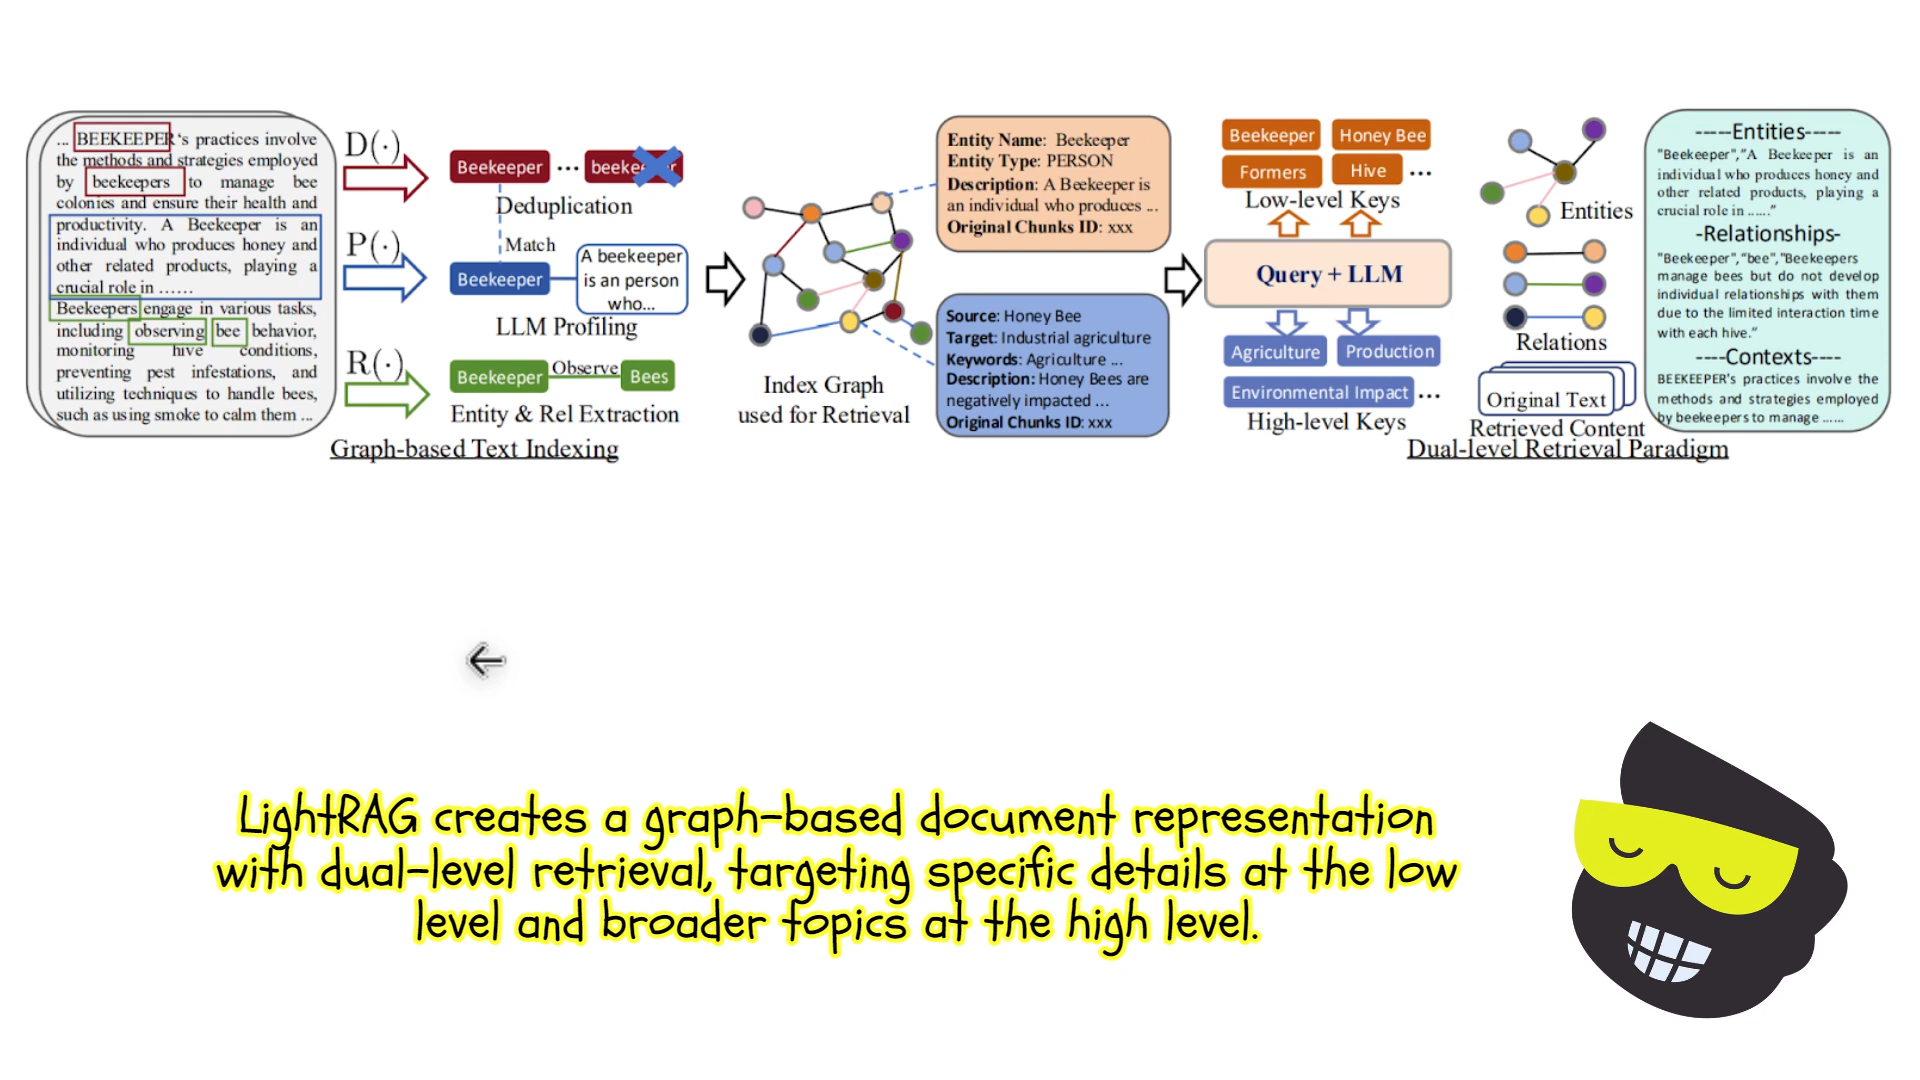 ... BEEKEEPER's practices involve
the methods and strategies employed
by beekeepers to manage bee
colonies and ensure their health and
productivity. A Beekeeper is an
individual who produces honey and
other related products, playing a
crucial role in ......
Beekeepers engage in various tasks,
including observing bee behavior,
monitoring hive conditions,
preventing pest infestations, and
utilizing techniques to handle bees,
such as using smoke to calm them ...
D(·)
Beekeeper ... beekeeper
Deduplication
Match
P(·)
Beekeeper
A beekeeper
is an person
who...
LLM Profiling
R(·)
Beekeeper Observe Bees
Entity & Rel Extraction
Graph-based Text Indexing
Index Graph
used for Retrieval
Entity Name: Beekeeper
Entity Type: PERSON
Description: A Beekeeper is
an individual who produces ...
Original Chunks ID: xxx
Source: Honey Bee
Target: Industrial agriculture
Keywords: Agriculture ...
Description: Honey Bees are
negatively impacted ...
Original Chunks ID: xxx
Beekeeper Honey Bee
Formers Hive ...
Low-level Keys
Query + LLM
Agriculture Production
Environmental Impact ...
High-level Keys
Entities
Relations
Original Text
Retrieved Content
Dual-level Retrieval Paradigm
-----Entities-----
"Beekeeper","A Beekeeper is an
individual who produces honey and
other related products, playing a
crucial role in ......"
-Relationships-
"Beekeeper","bee","Beekeepers
manage bees but do not develop
individual relationships with them
due to the limited interaction time
with each hive."
----Contexts----
BEEKEEPER's practices involve the
methods and strategies employed
by beekeepers to manage ......
LightRAG creates a graph-based document representation
with dual-level retrieval, targeting specific details at the low
level and broader topics at the high level.